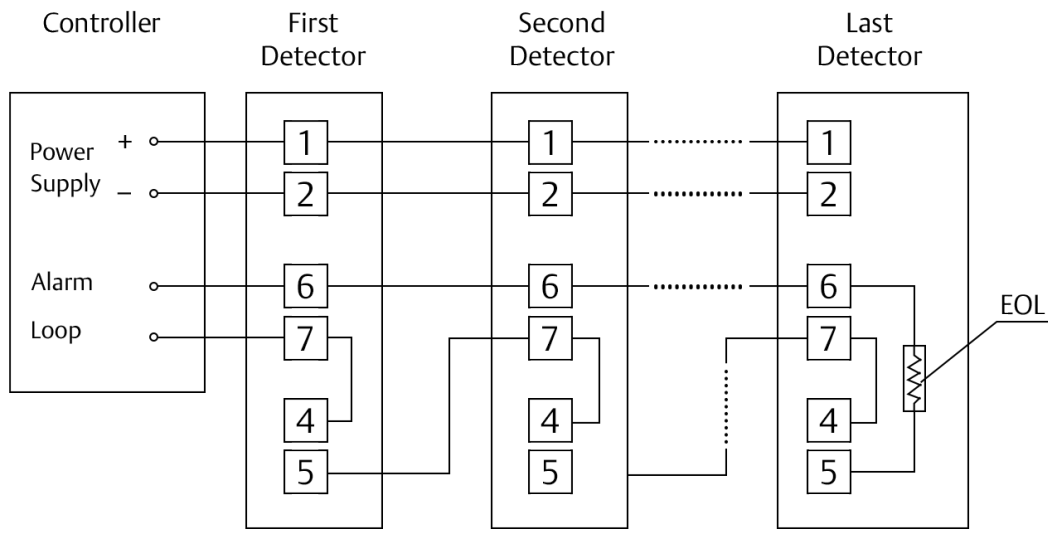 Controller
First
Detector
Second
Detector
Last
Detector
Power
Supply
+
–
Alarm
Loop
1
2
6
7
4
5
1
2
6
7
4
5
1
2
6
7
4
5
EOL